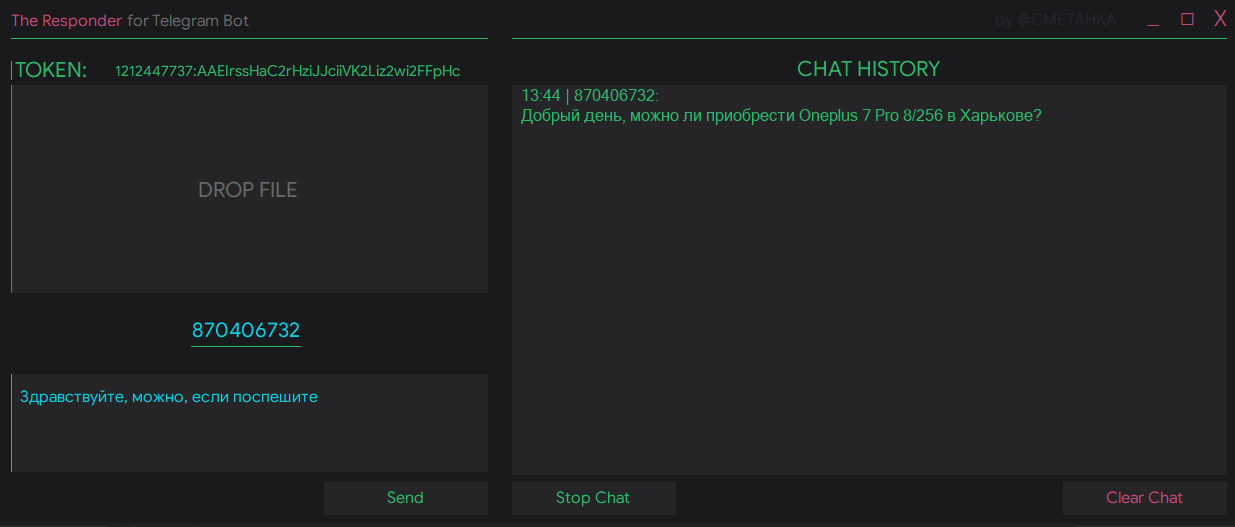 The Responder for Telegram Bot
by @CMETAHKA
_ □ X
TOKEN: 1212447737:AAEIrssHaC2rHziJJciiVK2Liz2wi2FFpHc
DROP FILE
870406732
Здравствуйте, можно, если поспешите
Send
CHAT HISTORY
13:44 | 870406732:
Добрый день, можно ли приобрести Oneplus 7 Pro 8/256 в Харькове?
Stop Chat
Clear Chat